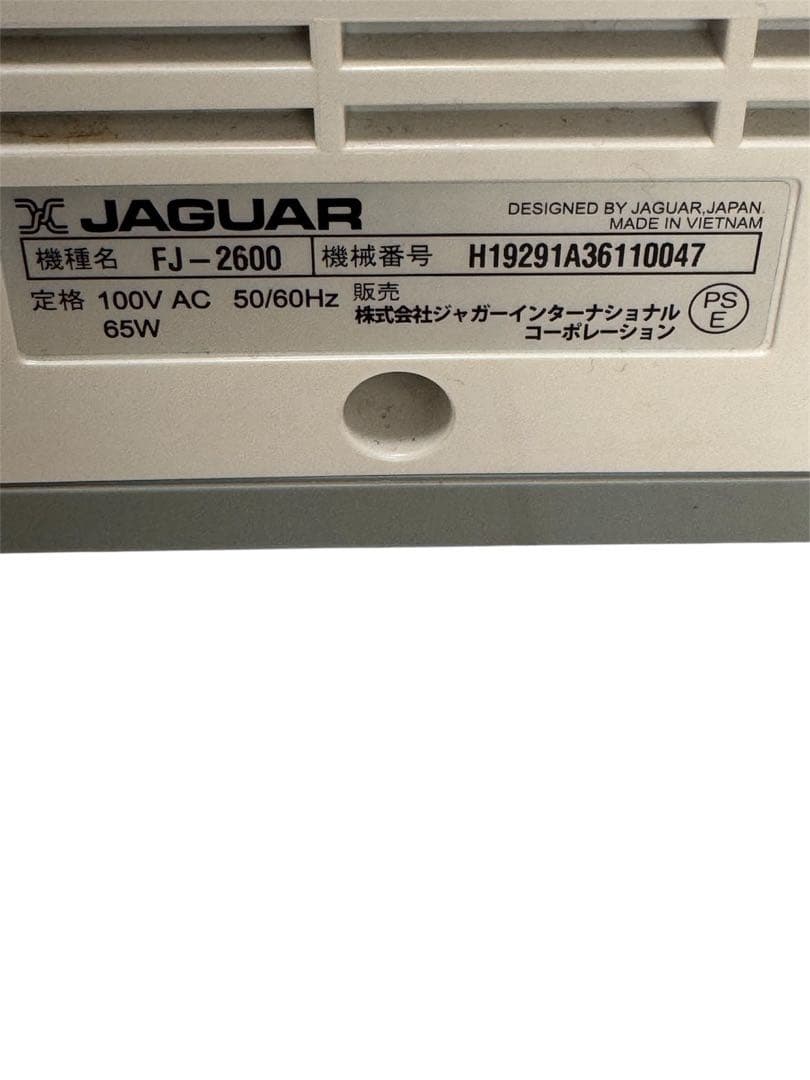 JAGUAR
DESIGNED BY JAGUAR,JAPAN.
MADE IN VIETNAM
機種名 FJ-2600 機械番号 H19291A36110047
定格 100V AC 50/60Hz
65W
販売
株式会社ジャガーインターナショナル
コーポレーション
PS
E